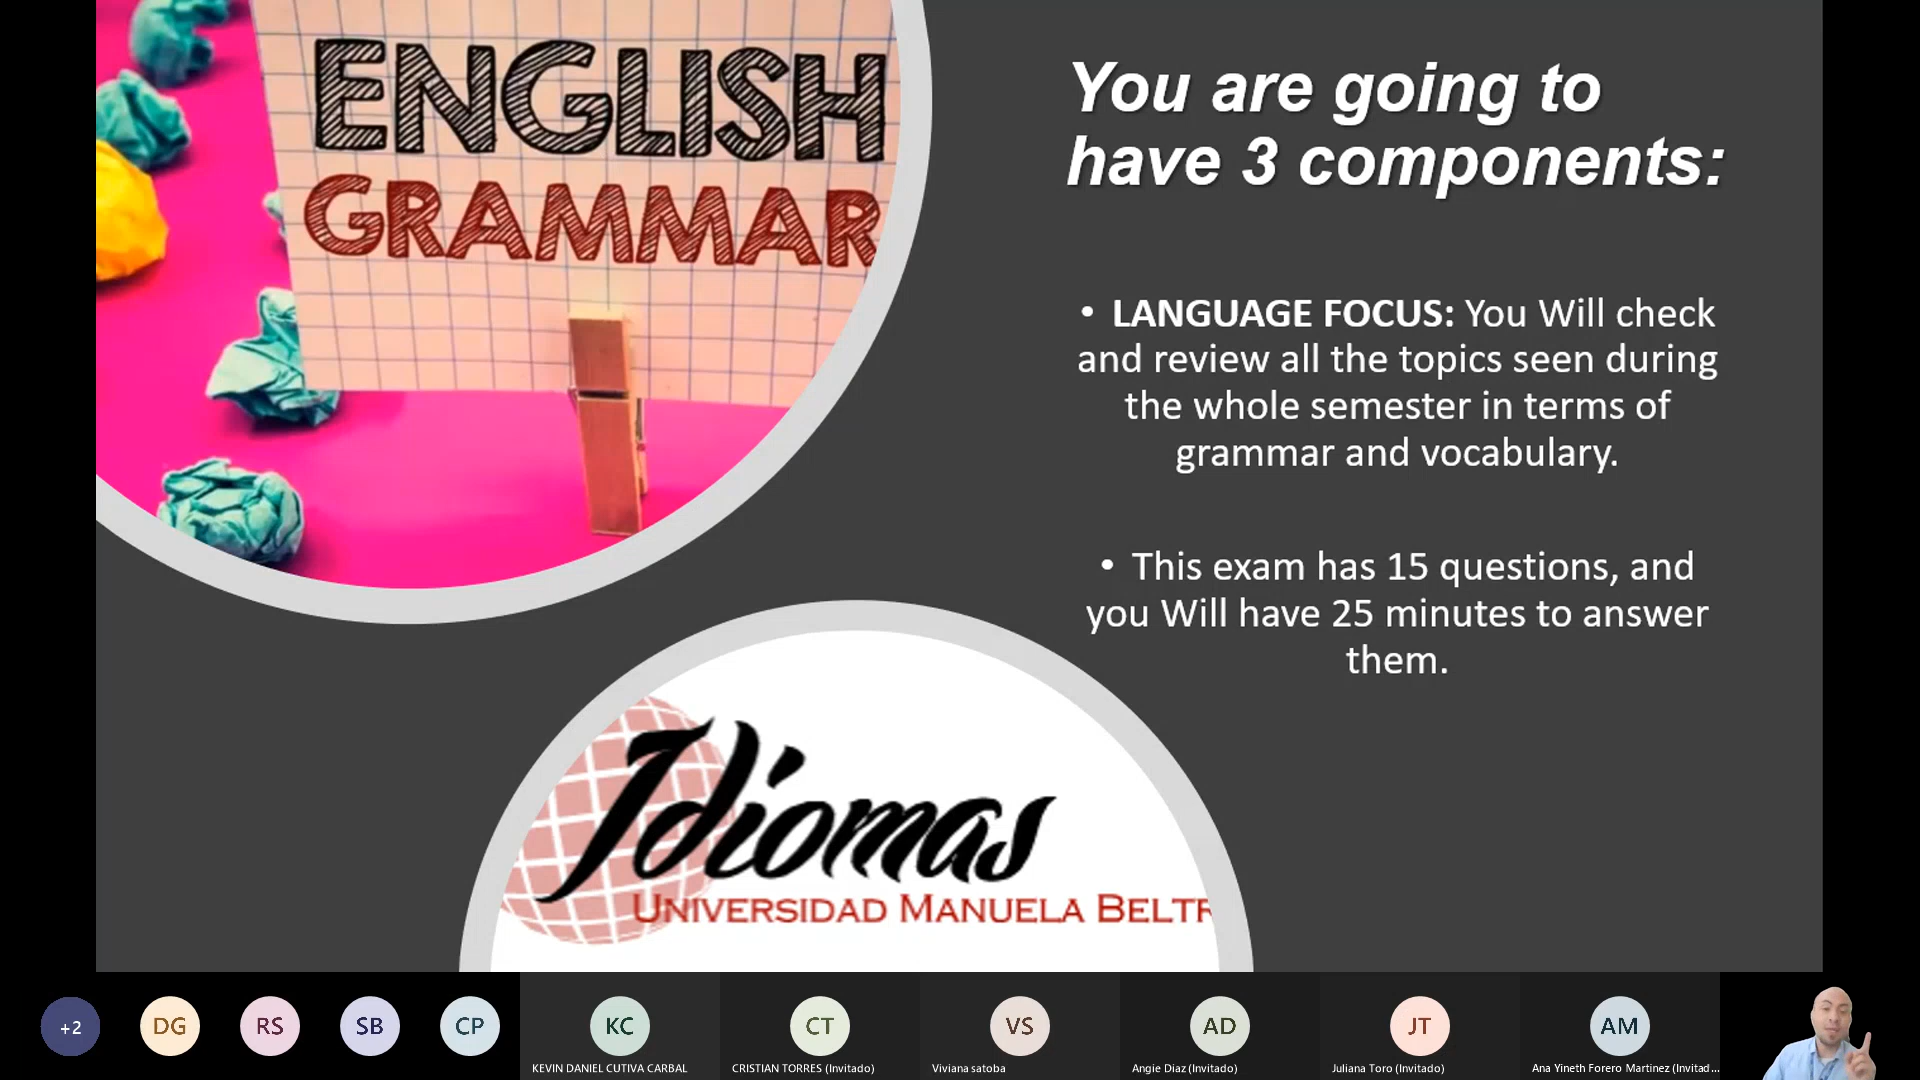 ENGLISH
GRAMMAR
You are going to
have 3 components:
• LANGUAGE FOCUS: You Will check
and review all the topics seen during
the whole semester in terms of
grammar and vocabulary.
• This exam has 15 questions, and
you Will have 25 minutes to answer
them.
Idiomas
UNIVERSIDAD MANUELA BELTR
+2
DG
RS
SB
CP
KC
CT
VS
AD
JT
AM
KEVIN DANIEL CUTIVA CARBAL
CRISTIAN TORRES (Invitado)
Viviana satoba
Angie Diaz (Invitado)
Juliana Toro (Invitado)
Ana Yineth Forero Martinez (Invitad...